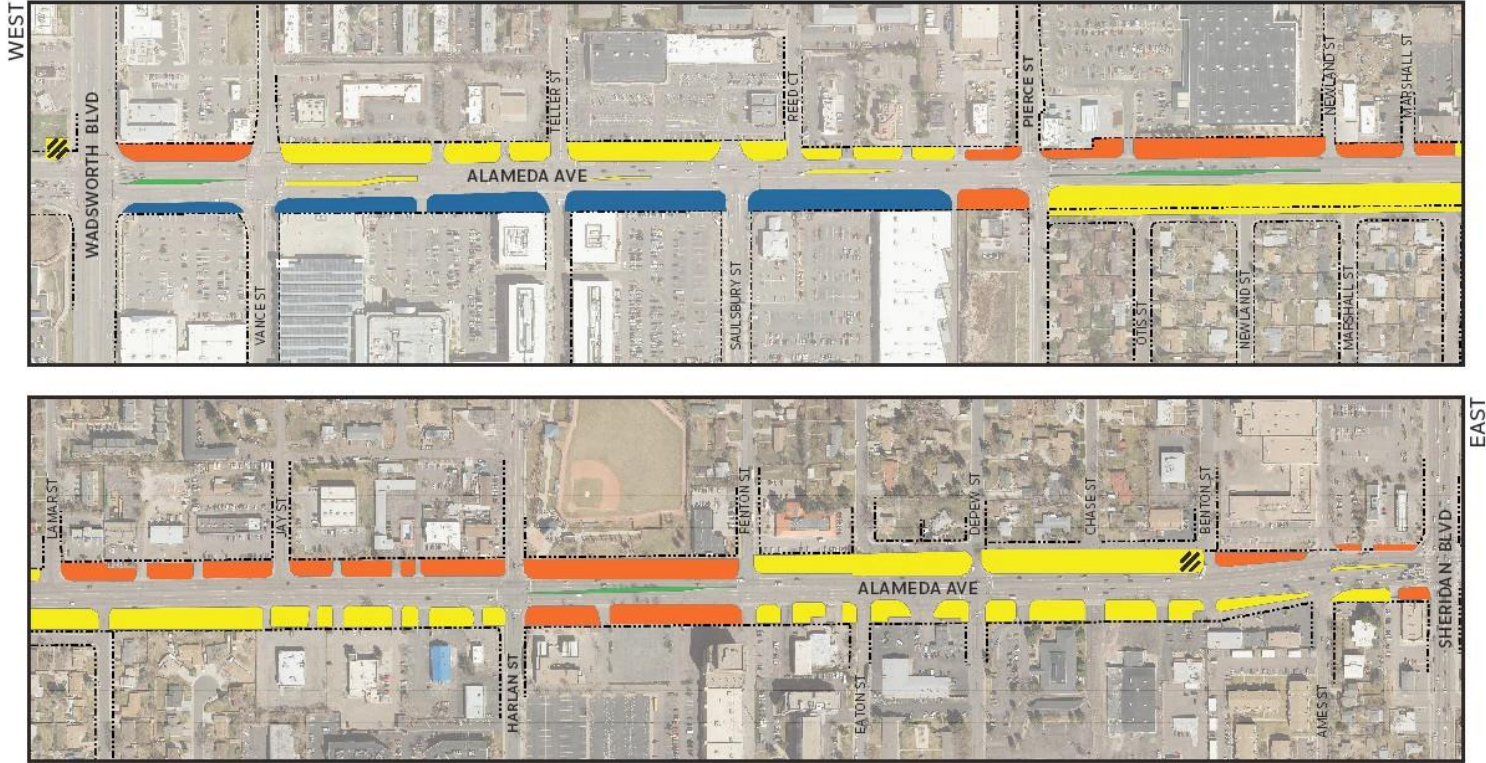 WEST
WADSWORTH BLVD
VANCE ST
TELLER ST
ALAMEDA AVE
SAULSBURY ST
REED CT
PIERCE ST
OTIS ST
NEWLAND ST
NEWLAND ST
MARSHALL ST
MARSHALL ST
EAST
LAMAR ST
JAY ST
HARLAN ST
FENTON ST
ALAMEDA AVE
EATON ST
DEPEW ST
CHASE ST
BENTON ST
AMES ST
SHERIDAN BLVD